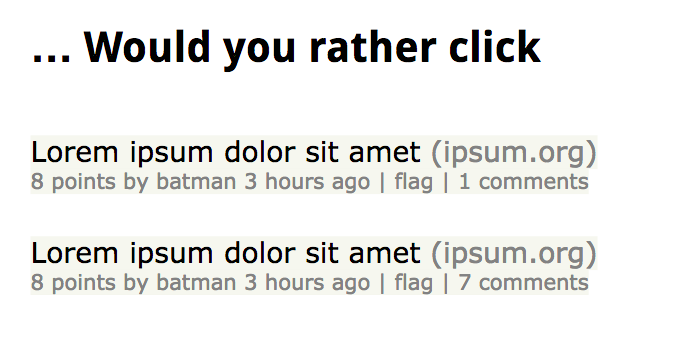 ... Would you rather click
Lorem ipsum dolor sit amet (ipsum.org)
8 points by batman 3 hours ago | flag | 1 comments
Lorem ipsum dolor sit amet (ipsum.org)
8 points by batman 3 hours ago | flag | 7 comments